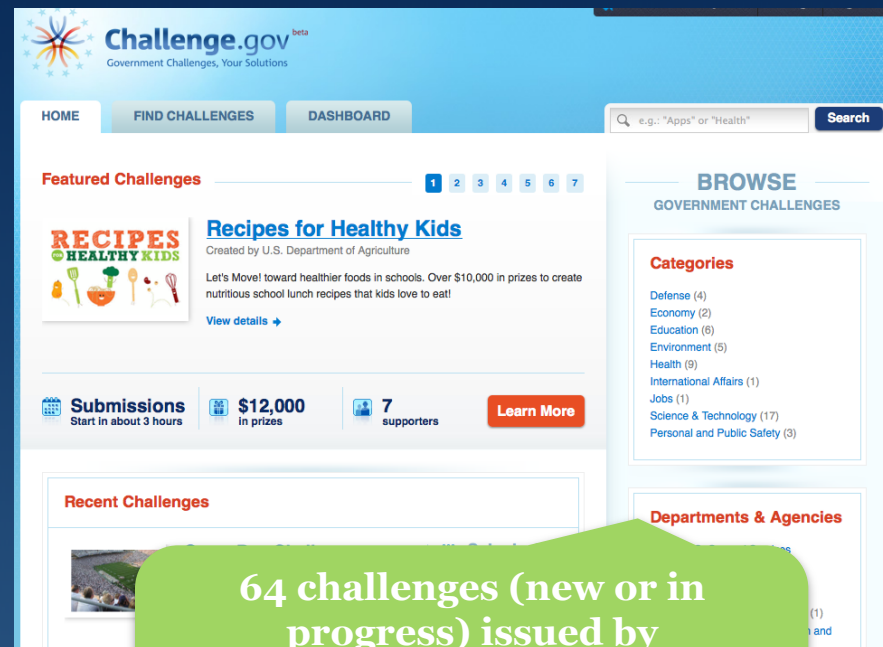 Challenge.gov beta
Government Challenges, Your Solutions
HOME
FIND CHALLENGES
DASHBOARD
e.g.: "Apps" or "Health"
Search
Featured Challenges
1 2 3 4 5 6 7
RECIPES
FOR HEALTHY KIDS
Recipes for Healthy Kids
Created by U.S. Department of Agriculture
Let's Move! toward healthier foods in schools. Over $10,000 in prizes to create
nutritious school lunch recipes that kids love to eat!
View details
Submissions
Start in about 3 hours
$12,000
in prizes
7
supporters
Learn More
Recent Challenges
BROWSE
GOVERNMENT CHALLENGES
Categories
Defense (4)
Economy (2)
Education (6)
Environment (5)
Health (9)
International Affairs (1)
Jobs (1)
Science & Technology (17)
Personal and Public Safety (3)
Departments & Agencies
(1)
and
64 challenges (new or in
progress) issued by